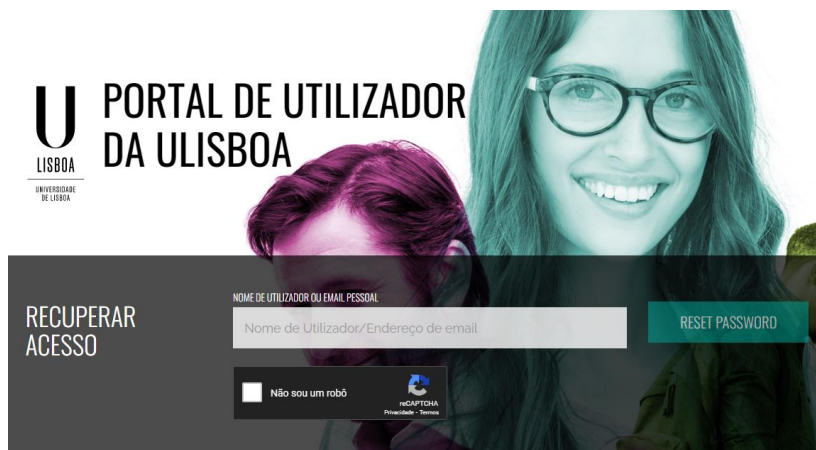 PORTAL DE UTILIZADOR
DA ULISBOA
U
LISBOA
UNIVERSIDADE
DE LISBOA
RECUPERAR
ACESSO
NOME DE UTILIZADOR OU EMAIL PESSOAL
Nome de Utilizador/Endereço de email
RESET PASSWORD
Não sou um robô
reCAPTCHA
Privacidade - Termos